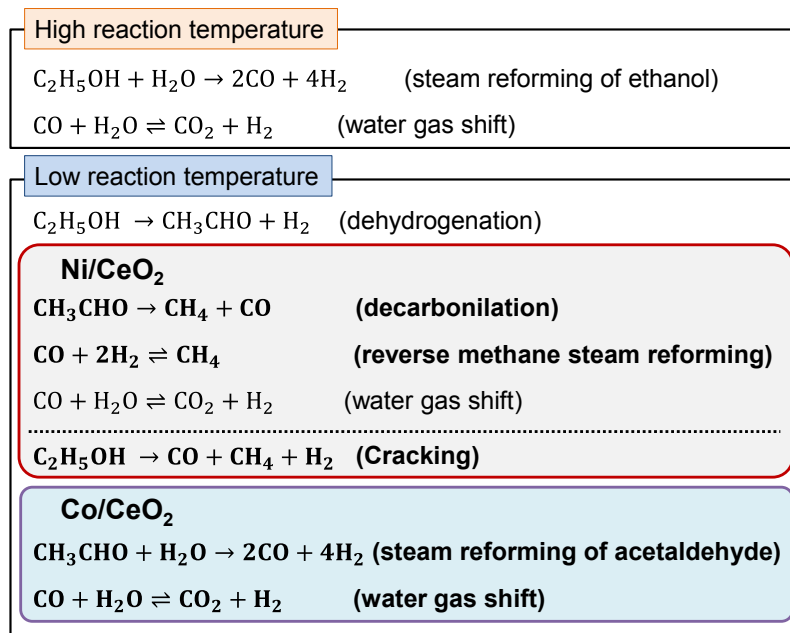 High reaction temperature
C₂H₅OH + H₂O → 2CO + 4H₂ (steam reforming of ethanol)
CO + H₂O ⇌ CO₂ + H₂ (water gas shift)
Low reaction temperature
C₂H₅OH → CH₃CHO + H₂ (dehydrogenation)
Ni/CeO₂
CH₃CHO → CH₄ + CO (decarbonilation)
CO + 2H₂ ⇌ CH₄ (reverse methane steam reforming)
CO + H₂O ⇌ CO₂ + H₂ (water gas shift)
C₂H₅OH → CO + CH₄ + H₂ (Cracking)
Co/CeO₂
CH₃CHO + H₂O → 2CO + 4H₂ (steam reforming of acetaldehyde)
CO + H₂O ⇌ CO₂ + H₂ (water gas shift)